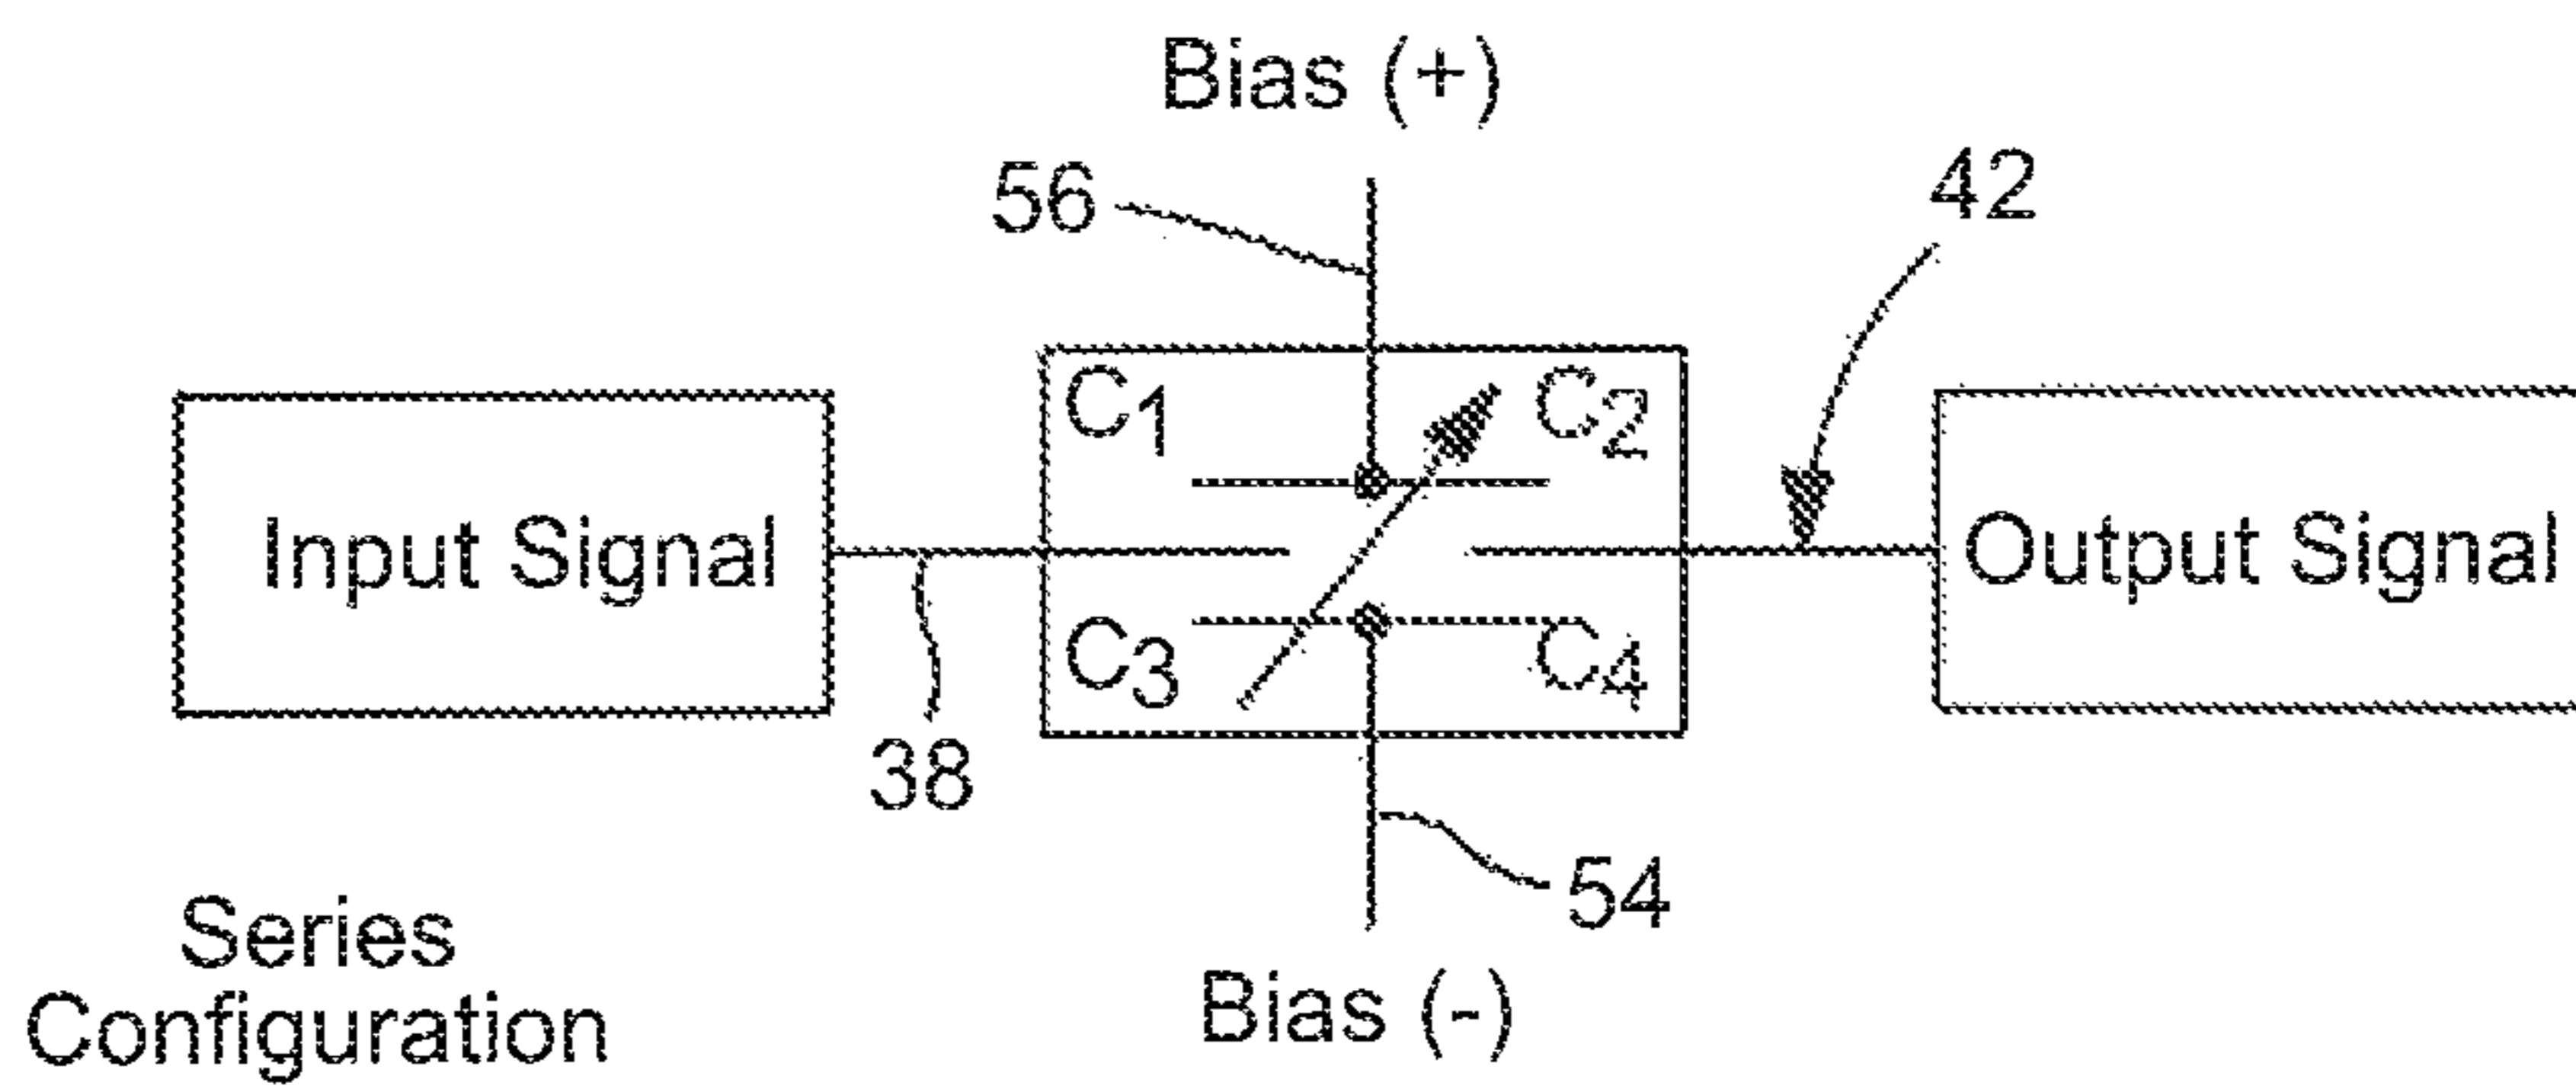 Bias (+)
56
42
C1
C2
Input Signal
Output Signal
C3
C4
38
54
Series
Configuration
Bias (-)